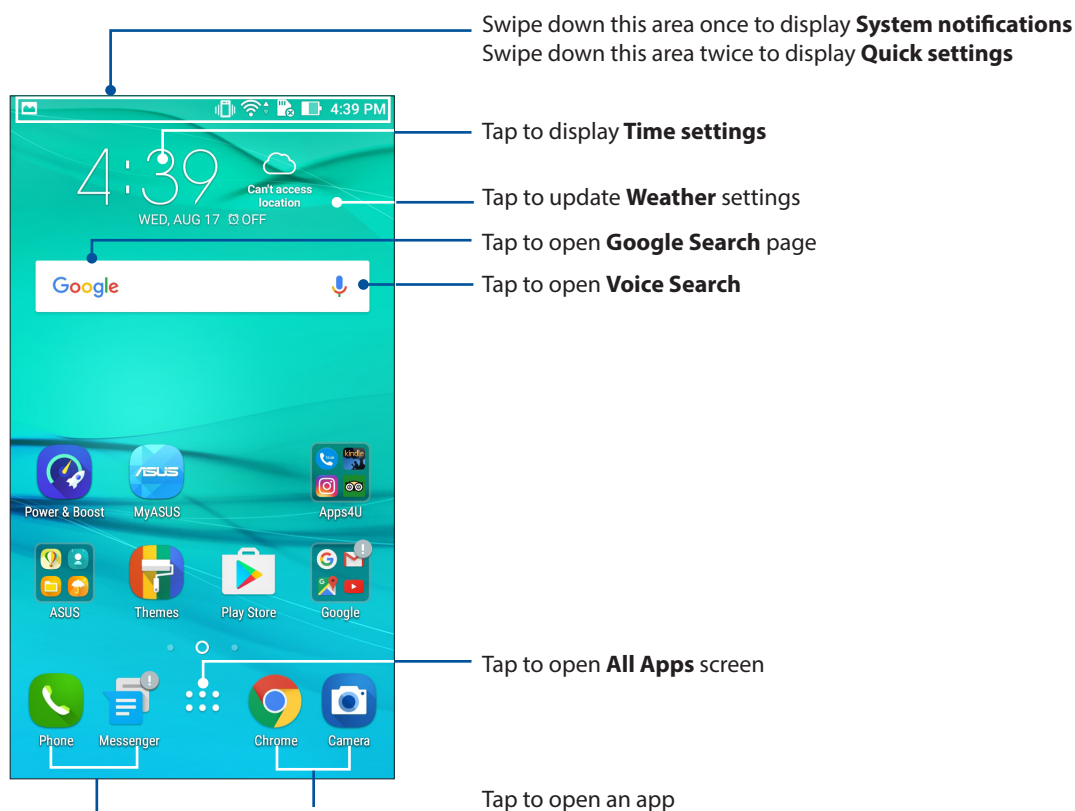 Swipe down this area once to display System notifications
Swipe down this area twice to display Quick settings
4:39 PM
Tap to display Time settings
4:39
Can't access
location
WED, AUG 17 OFF
Tap to update Weather settings
Tap to open Google Search page
Google
Tap to open Voice Search
kindle
ASUS
Power & Boost MyASUS Apps4U
ASUS Themes Play Store Google
Tap to open All Apps screen
Phone Messenger Chrome Camera
Tap to open an app